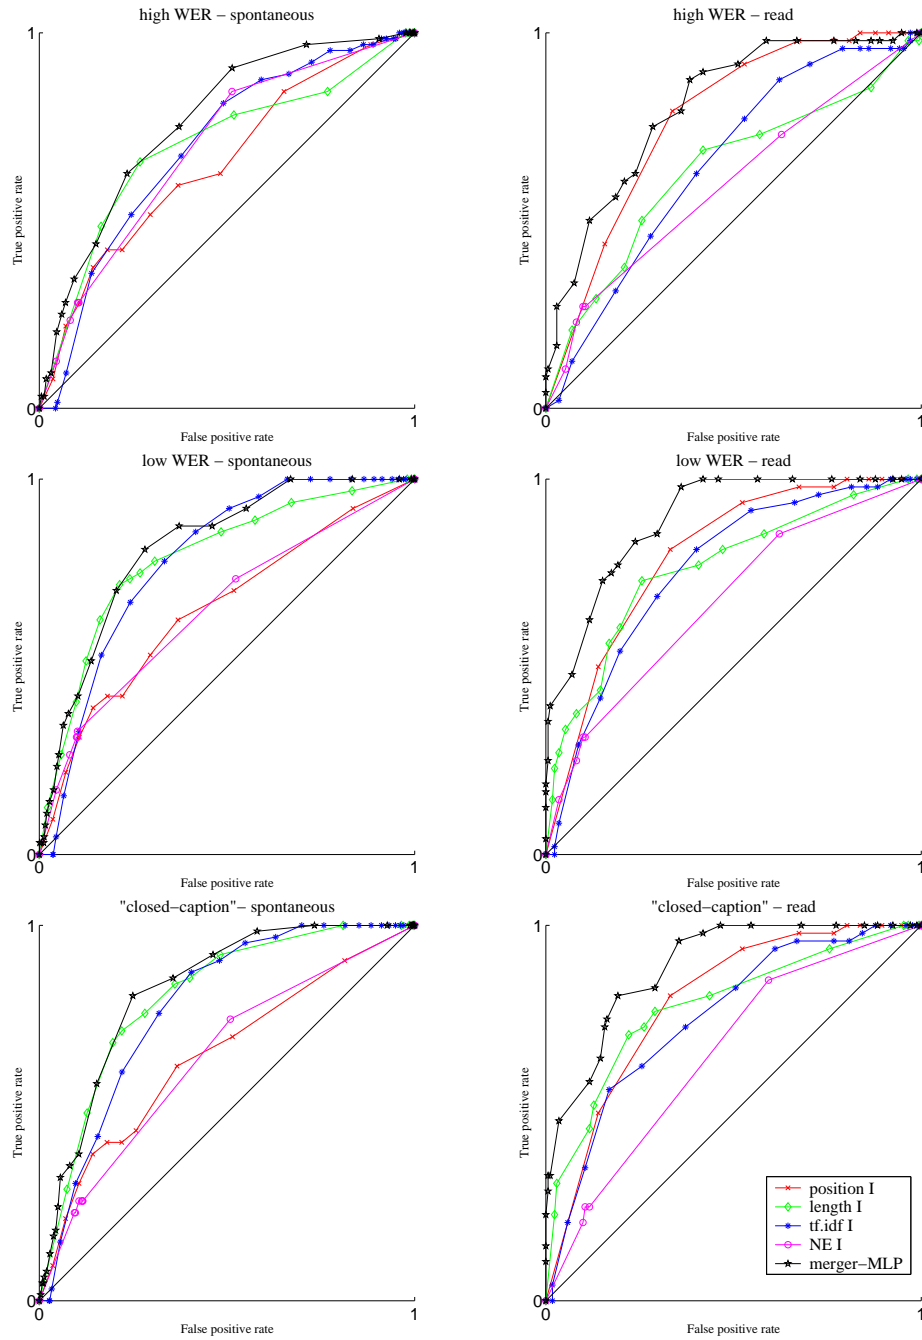 high WER – spontaneous
1
True positive rate
0
0
1
False positive rate
high WER – read
1
True positive rate
0
0
1
False positive rate
low WER – spontaneous
1
True positive rate
0
0
1
False positive rate
low WER – read
1
True positive rate
0
0
1
False positive rate
"closed–caption"– spontaneous
1
True positive rate
0
0
1
False positive rate
"closed–caption" – read
1
True positive rate
0
0
1
False positive rate
position I
length I
tf.idf I
NE I
merger–MLP